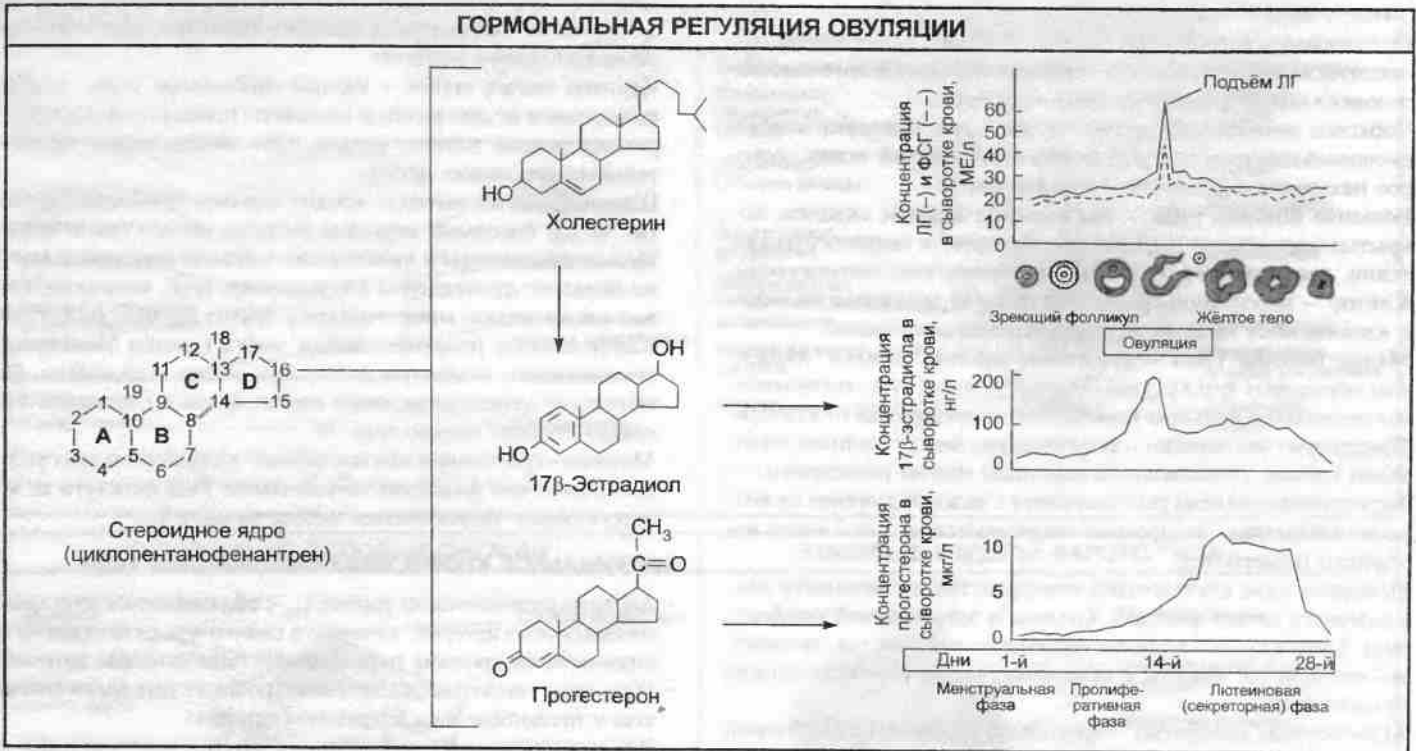 ГОРМОНАЛЬНАЯ РЕГУЛЯЦИЯ ОВУЛЯЦИИ
HO
Холестерин
OH
HO
17β-Эстрадиол
CH₃
C=O
O
Прогестерон
18
12
17
11
C
13
D
16
19
1
9
14
15
2
10
8
A
B
3
5
7
4
6
Стероидное ядро
(циклопентанофенантрен)
Концентрация
ЛГ(–) и ФСГ (– –)
в сыворотке крови,
МЕ/л
60
50
40
30
20
10
0
Подъём ЛГ
Зреющий фолликул
Жёлтое тело
Овуляция
Концентрация
17β-эстрадиола в
сыворотке крови,
нг/л
200
100
0
Концентрация
прогестерона в
сыворотке крови,
мкг/л
10
5
0
Дни 1-й 14-й 28-й
Менструальная
фаза
Пролифе-
ративная
фаза
Лютеиновая
(секреторная) фаза